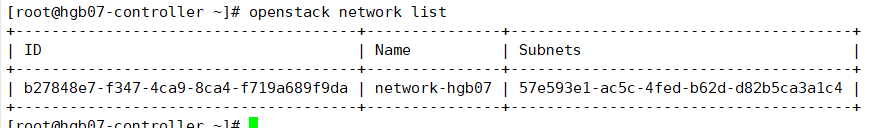 [root@hgb07-controller ~]# openstack network list
+--------------------------------------+---------------+--------------------------------------+
| ID                                   | Name          | Subnets                              |
+--------------------------------------+---------------+--------------------------------------+
| b27848e7-f347-4ca9-8ca4-f719a689f9da | network-hgb07 | 57e593e1-ac5c-4fed-b62d-d82b5ca3a1c4 |
+--------------------------------------+---------------+--------------------------------------+
[root@hgb07-controller ~]#